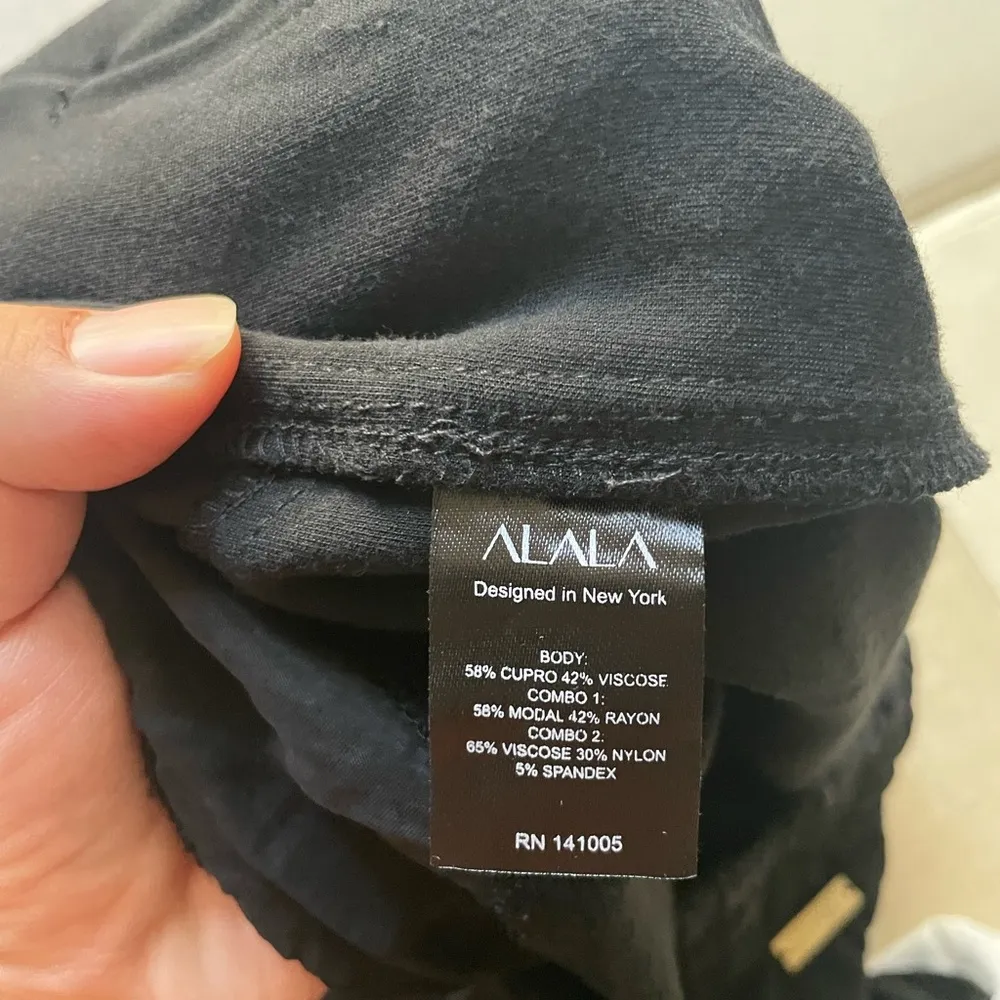 ALALA
Designed in New York
BODY:
58% CUPRO 42% VISCOSE
COMBO 1:
58% MODAL 42% RAYON
COMBO 2:
65% VISCOSE 30% NYLON
5% SPANDEX
RN 141005